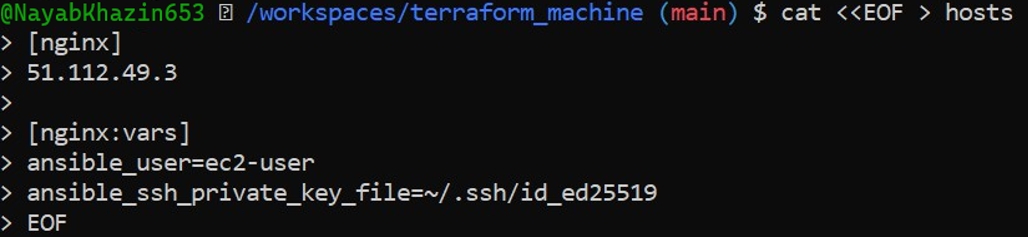 @NayabKhazin653 /workspaces/terraform_machine (main) $ cat <<EOF > hosts
> [nginx]
> 51.112.49.3
>
> [nginx:vars]
> ansible_user=ec2-user
> ansible_ssh_private_key_file=~/.ssh/id_ed25519
> EOF